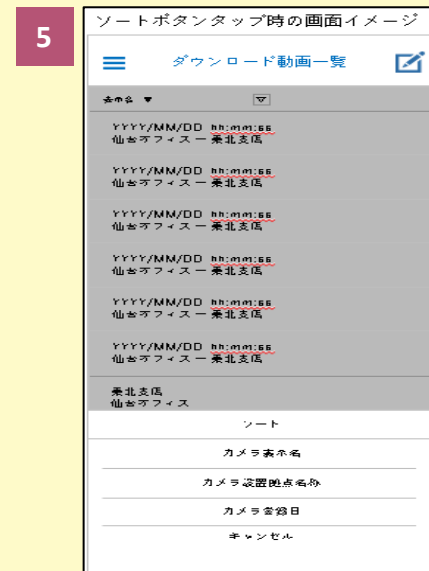 5
ソートボタンタップ時の画面イメージ
ダウンロード動画一覧
表示名 ▼
YYYY/MM/DD hh:mm:ss
仙台オフィス ー 東北支店
YYYY/MM/DD hh:mm:ss
仙台オフィス ー 東北支店
YYYY/MM/DD hh:mm:ss
仙台オフィス ー 東北支店
YYYY/MM/DD hh:mm:ss
仙台オフィス ー 東北支店
YYYY/MM/DD hh:mm:ss
仙台オフィス ー 東北支店
YYYY/MM/DD hh:mm:ss
仙台オフィス ー 東北支店
東北支店
仙台オフィス
ソート
カメラ表示名
カメラ設置拠点名称
カメラ登録日
キャンセル